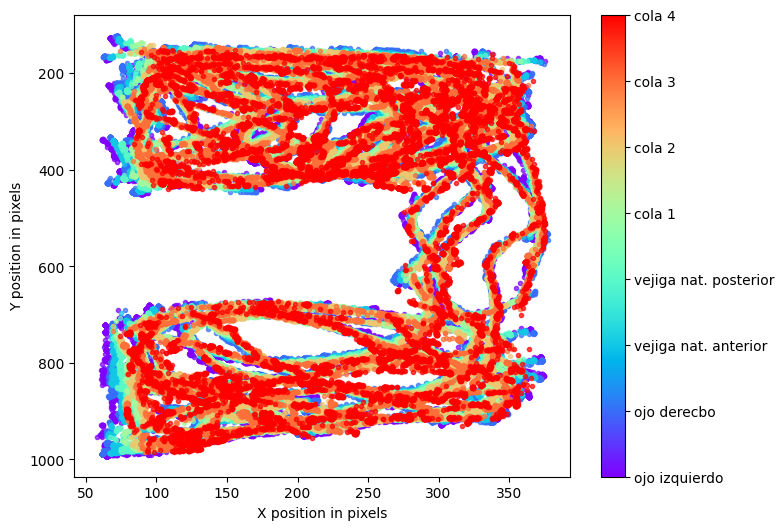 200
400
600
800
1000
Y position in pixels
50 100 150 200 250 300 350
X position in pixels
cola 4
cola 3
cola 2
cola 1
vejiga nat. posterior
vejiga nat. anterior
ojo derecbo
ojo izquierdo